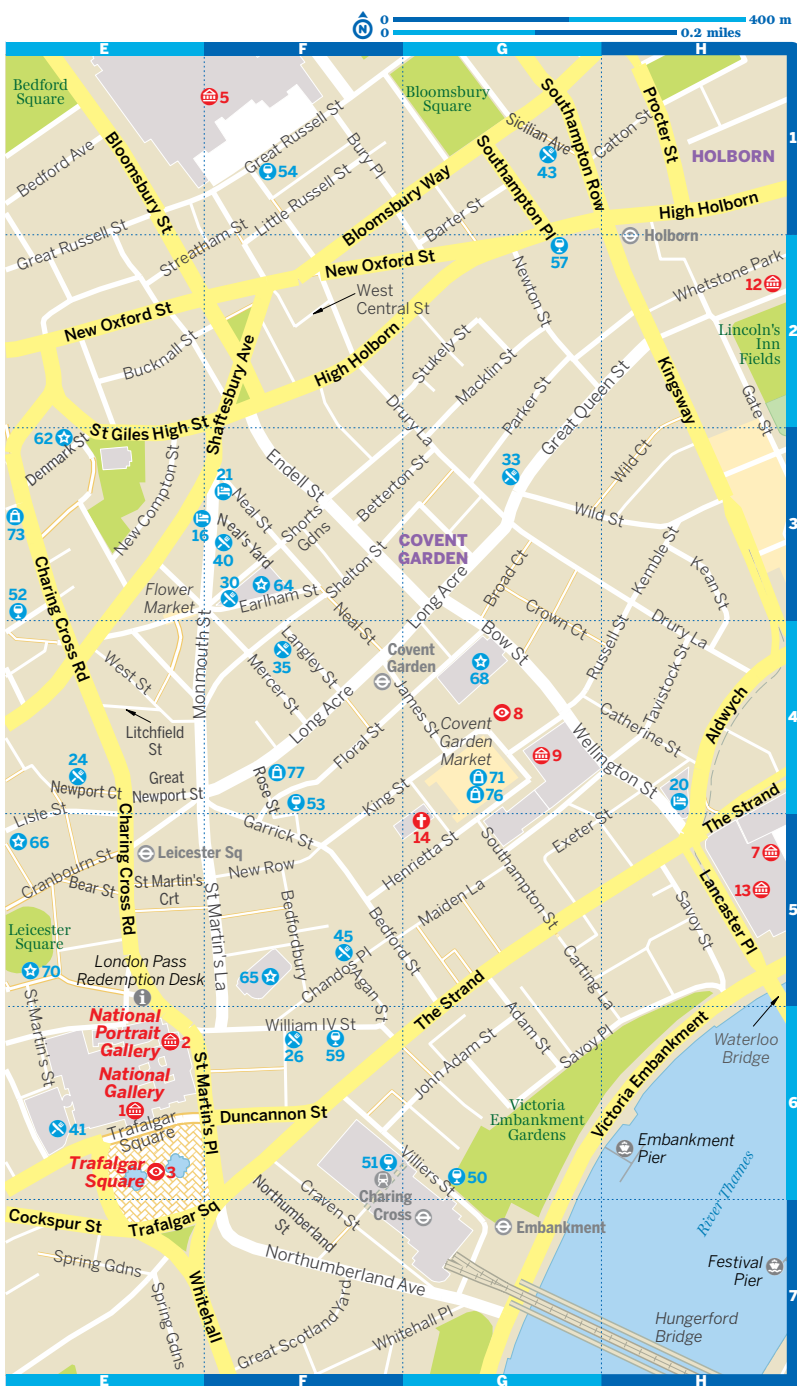 0 400 m
N
0 0.2 miles
E F G H
Bedford
Square
5
Bloomsbury
Square
Southampton Row
Procter St
1
Great Russell St
Bury Pl
Sicilian Ave
Catton St
HOLBORN
Bedford Ave
Bloomsbury St
54
43
Southampton Pl
Little Russell St
Bloomsbury Way
Barter St
High Holborn
Great Russell St
Streatham St
Holborn
57
New Oxford St
Newton St
Whetstone Park
12
West
Central St
New Oxford St
2
Lincoln's
Inn
Fields
Bucknall St
Shaftesbury Ave
High Holborn
Stukely St
Macklin St
Parker St
Great Queen St
Kingsway
Gate St
Drury La
St Giles High St
62
Denmark St
New Compton St
Endell St
Betterton St
33
Wild Ct
21
Neal St
Shorts
Gdns
Wild St
3
73
16
Neal's Yard
40
COVENT
GARDEN
Shelton St
Kemble St
Kean St
52
Charing Cross Rd
Flower
Market
30
64
Earlham St
Long Acre
Broad Ct
Crown Ct
Neal St
Bow St
Russell St
Drury La
Monmouth St
West St
35
Langley St
Mercer St
Covent
Garden
68
Tavistock St
Long Acre
James St
8
4
Aldwych
Litchfield
St
Floral St
Covent
Garden
Market
9
Catherine St
Wellington St
24
Newport Ct
Great
Newport St
77
Rose St
53
King St
71
76
20
The Strand
Lisle St
Charing Cross Rd
66
Garrick St
14
Exeter St
7
Leicester Sq
Henrietta St
Southampton St
Cranbourn St
Bear St
St Martin's
Crt
New Row
13
Lancaster Pl
St Martin's La
Bedfordbury
Maiden La
5
Leicester
Square
Bedford St
Savoy St
London Pass
Redemption Desk
70
65
45
Chandos Pl
Agan St
Carting La
The Strand
St Martin's St
National
Portrait
Gallery
2
William IV St
26
59
Adam St
Savoy Pl
Waterloo
Bridge
National
Gallery
1
St Martin's Pl
John Adam St
Victoria Embankment
6
Duncannon St
Victoria
Embankment
Gardens
41
Trafalgar
Square
Embankment
Pier
Trafalgar
Square
3
51
Villiers St
50
River Thames
Charing
Cross
Cockspur St
Trafalgar Sq
Northumberland
St
Craven St
Embankment
Spring Gdns
Northumberland Ave
Festival
Pier
Whitehall
7
Spring Gdns
Great Scotland Yard
Whitehall Pl
Hungerford
Bridge
E F G H